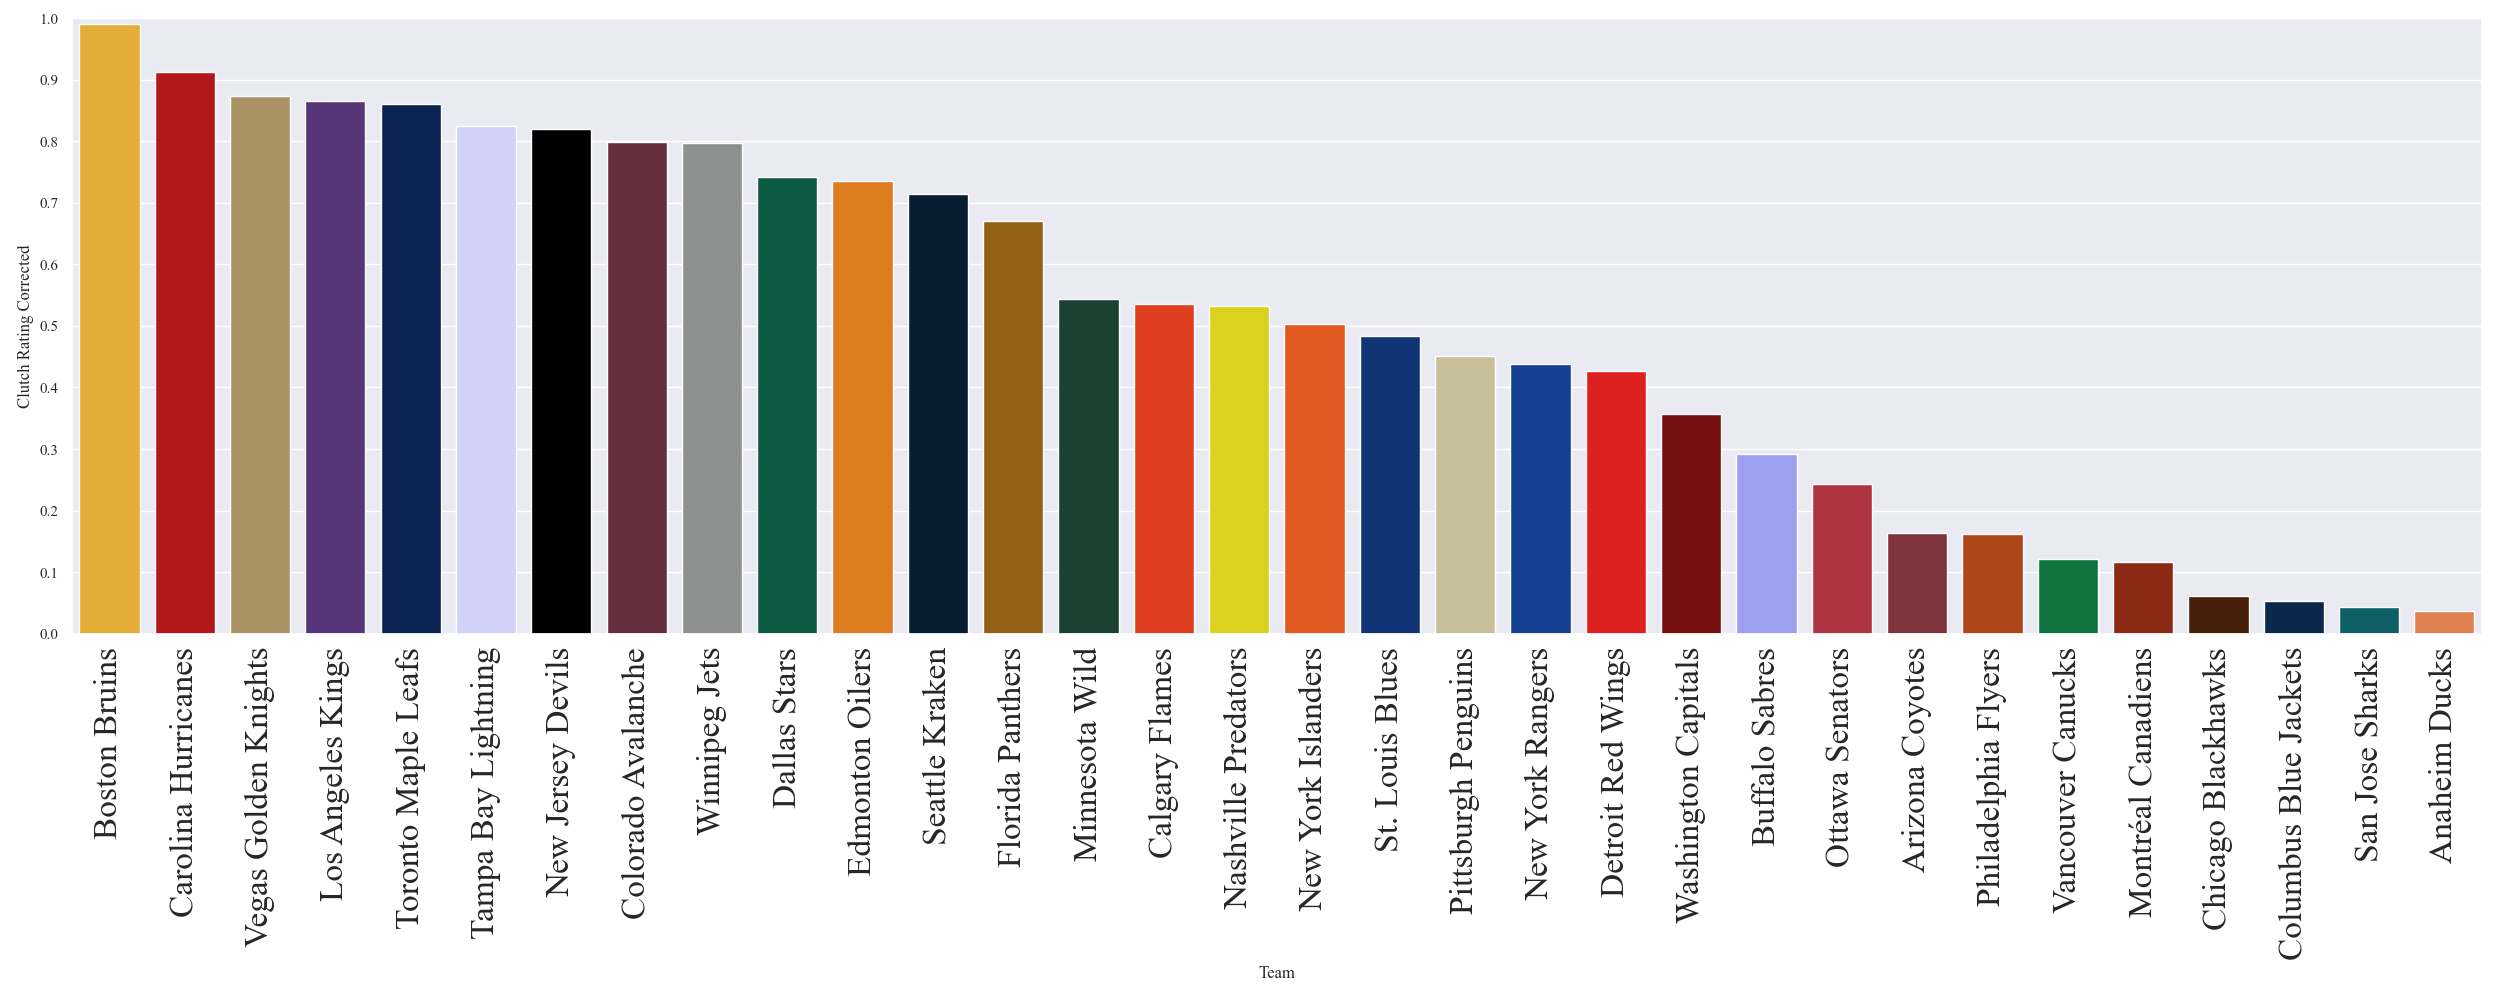 1.0
0.9
0.8
0.7
0.6
0.5
0.4
0.3
0.2
0.1
0.0
Clutch Rating Corrected
Boston Bruins
Carolina Hurricanes
Vegas Golden Knights
Los Angeles Kings
Toronto Maple Leafs
Tampa Bay Lightning
New Jersey Devils
Colorado Avalanche
Winnipeg Jets
Dallas Stars
Edmonton Oilers
Seattle Kraken
Florida Panthers
Minnesota Wild
Calgary Flames
Nashville Predators
New York Islanders
St. Louis Blues
Pittsburgh Penguins
New York Rangers
Detroit Red Wings
Washington Capitals
Buffalo Sabres
Ottawa Senators
Arizona Coyotes
Philadelphia Flyers
Vancouver Canucks
Montréal Canadiens
Chicago Blackhawks
Columbus Blue Jackets
San Jose Sharks
Anaheim Ducks
Team